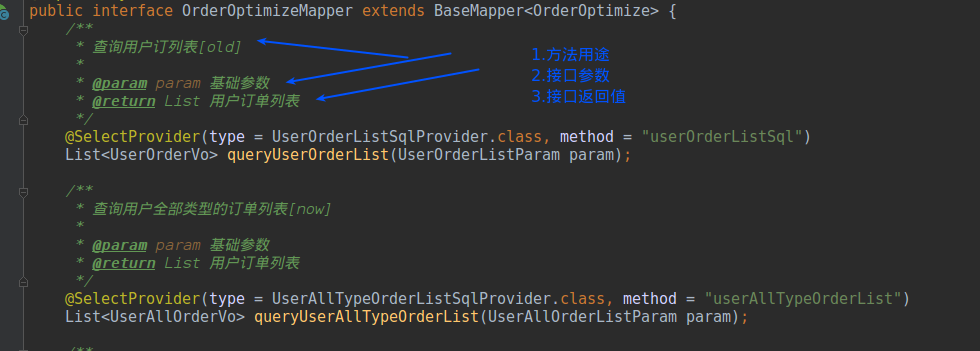 public interface OrderOptimizeMapper extends BaseMapper<OrderOptimize> {
/**
* 查询用户订列表[old]
*
* @param param 基础参数
* @return List 用户订单列表
*/
1.方法用途
2.接口参数
3.接口返回值
@SelectProvider(type = UserOrderListSqlProvider.class, method = "userOrderListSql")
List<UserOrderVo> queryUserOrderList(UserOrderListParam param);
/**
* 查询用户全部类型的订单列表[now]
*
* @param param 基础参数
* @return List 用户订单列表
*/
@SelectProvider(type = UserAllTypeOrderListSqlProvider.class, method = "userAllTypeOrderList")
List<UserAllOrderVo> queryUserAllTypeOrderList(UserAllOrderListParam param);
/**